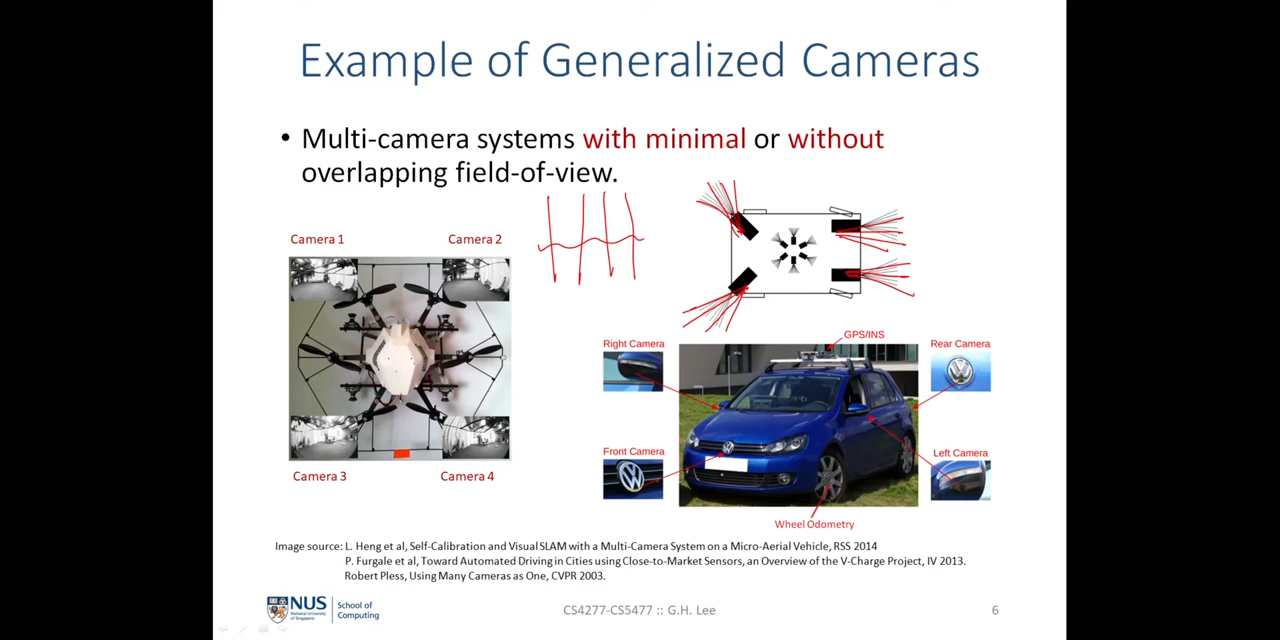 Example of Generalized Cameras
• Multi-camera systems with minimal or without
overlapping field-of-view.
Camera 1
Camera 2
Camera 3
Camera 4
GPS/INS
Right Camera
Rear Camera
Front Camera
Left Camera
Wheel Odometry
Image source: L. Heng et al, Self-Calibration and Visual SLAM with a Multi-Camera System on a Micro-Aerial Vehicle, RSS 2014
P. Furgale et al, Toward Automated Driving in Cities using Close-to-Market Sensors, an Overview of the V-Charge Project, IV 2013.
Robert Pless, Using Many Cameras as One, CVPR 2003.
NUS
National University
of Singapore
School of
Computing
CS4277-CS5477 :: G.H. Lee
6